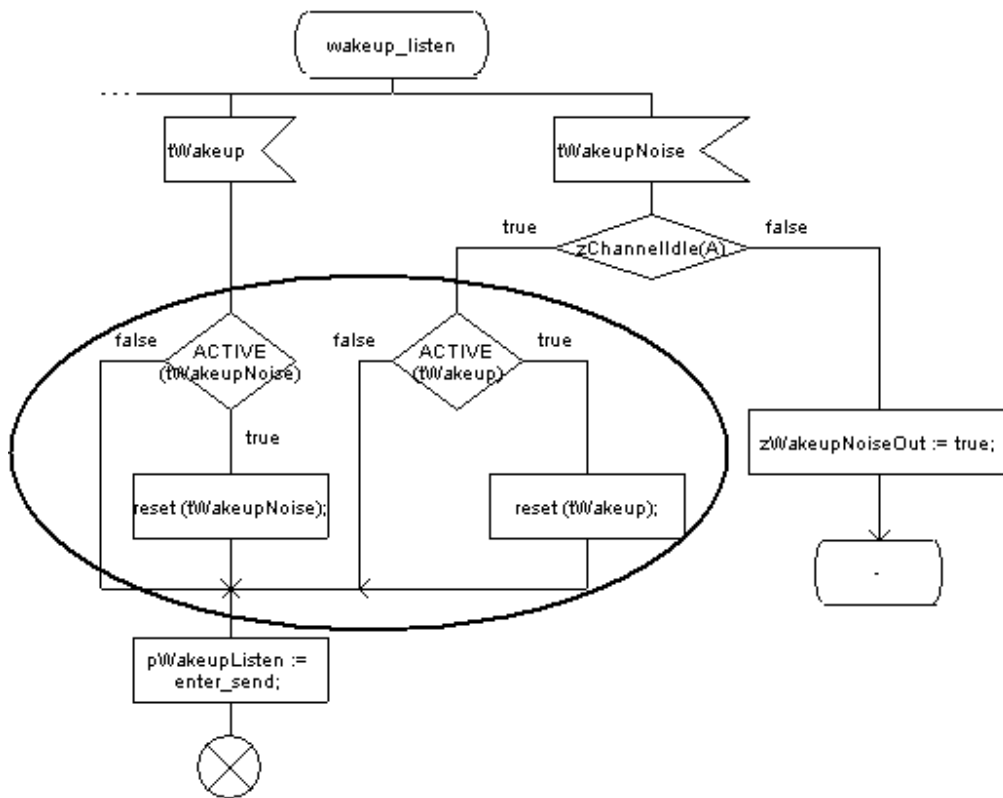 wakeup_listen
tWakeup
tWakeupNoise
true
false
zChannelIdle(A)
false
ACTIVE
(tWakeupNoise)
false
ACTIVE
(tWakeup)
true
true
zWakeupNoiseOut := true;
reset (tWakeupNoise);
reset (tWakeup);
-
pWakeupListen :=
enter_send;